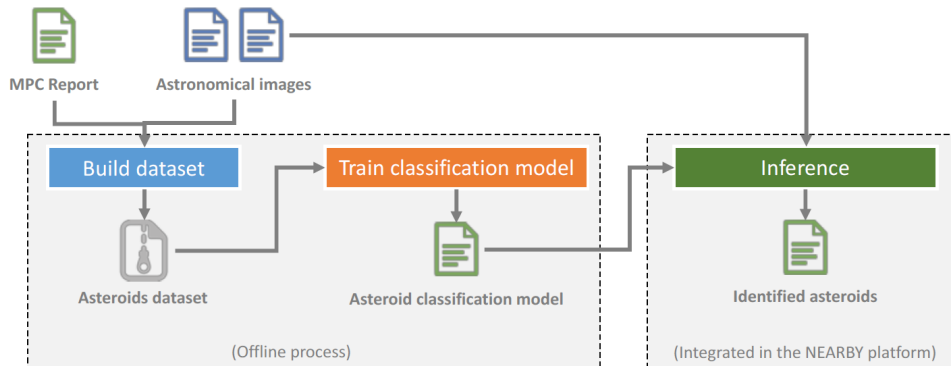 MPC Report
Astronomical images
Build dataset
Train classification model
Inference
Asteroids dataset
Asteroid classification model
Identified asteroids
(Offline process)
(Integrated in the NEARBY platform)